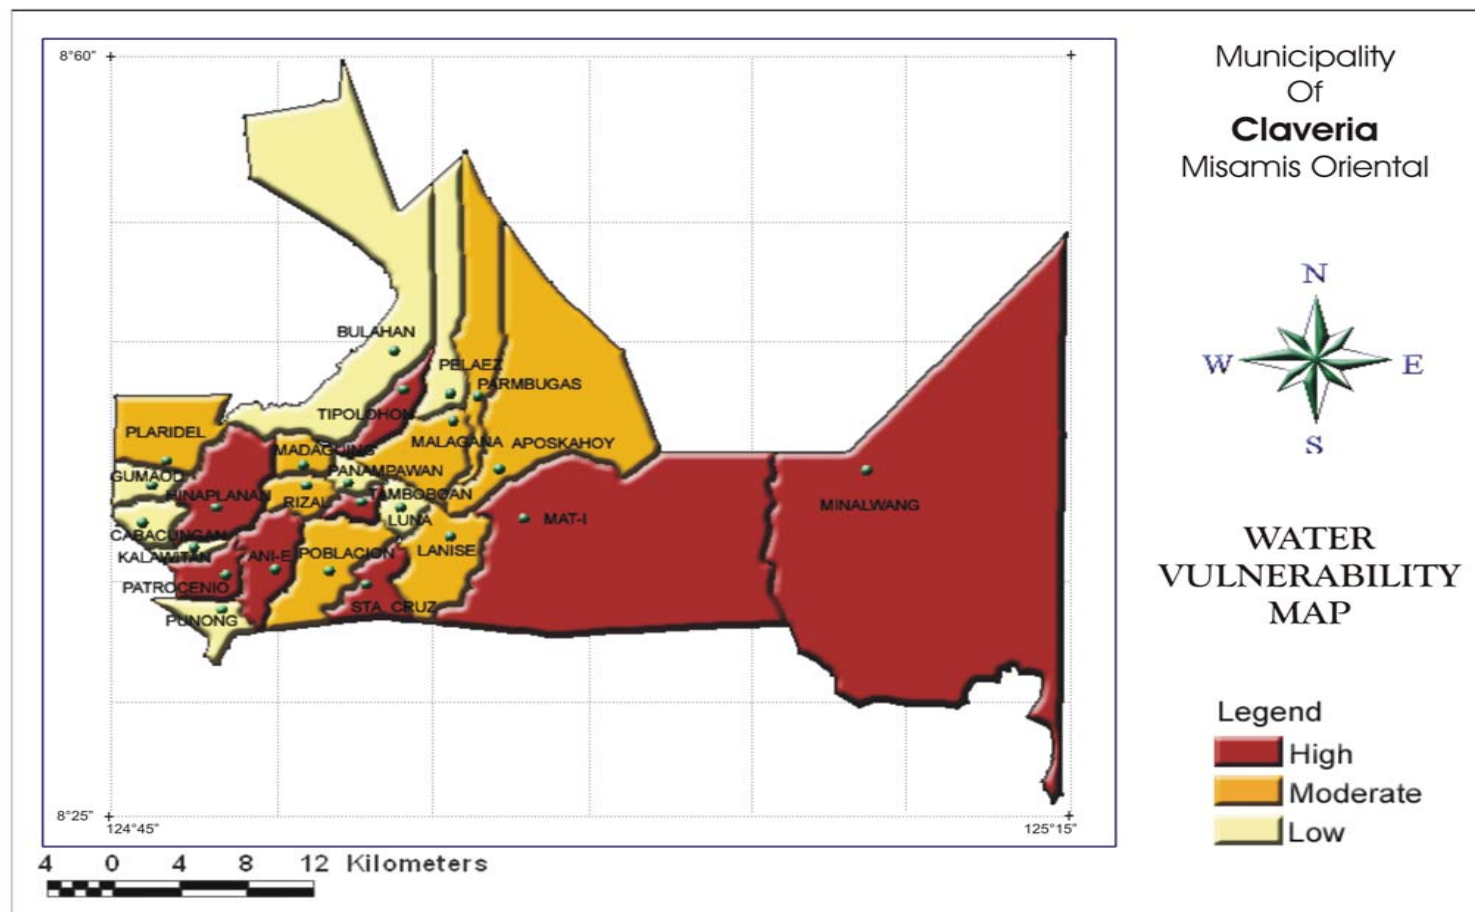 Municipality
Of
Claveria
Misamis Oriental
N
W
E
S
WATER
VULNERABILITY
MAP
Legend
High
Moderate
Low
8°60"
8°25"
124°45"
125°15"
BULAHAN
PELAEZ
PARMBUGAS
TIPOLOHON
PLARIDEL
MALAGANA
APOSKAHOY
MADAGUING
PANAMPAWAN
GUMAOD
HINAPLANAN
RIZAL
TAMBOBOAN
LUNA
MAT-I
MINALWANG
CABACUNGAN
KALAWITAN
ANI-E
POBLACION
LANISE
PATROCENIO
STA. CRUZ
PUNONG
4 0 4 8 12 Kilometers